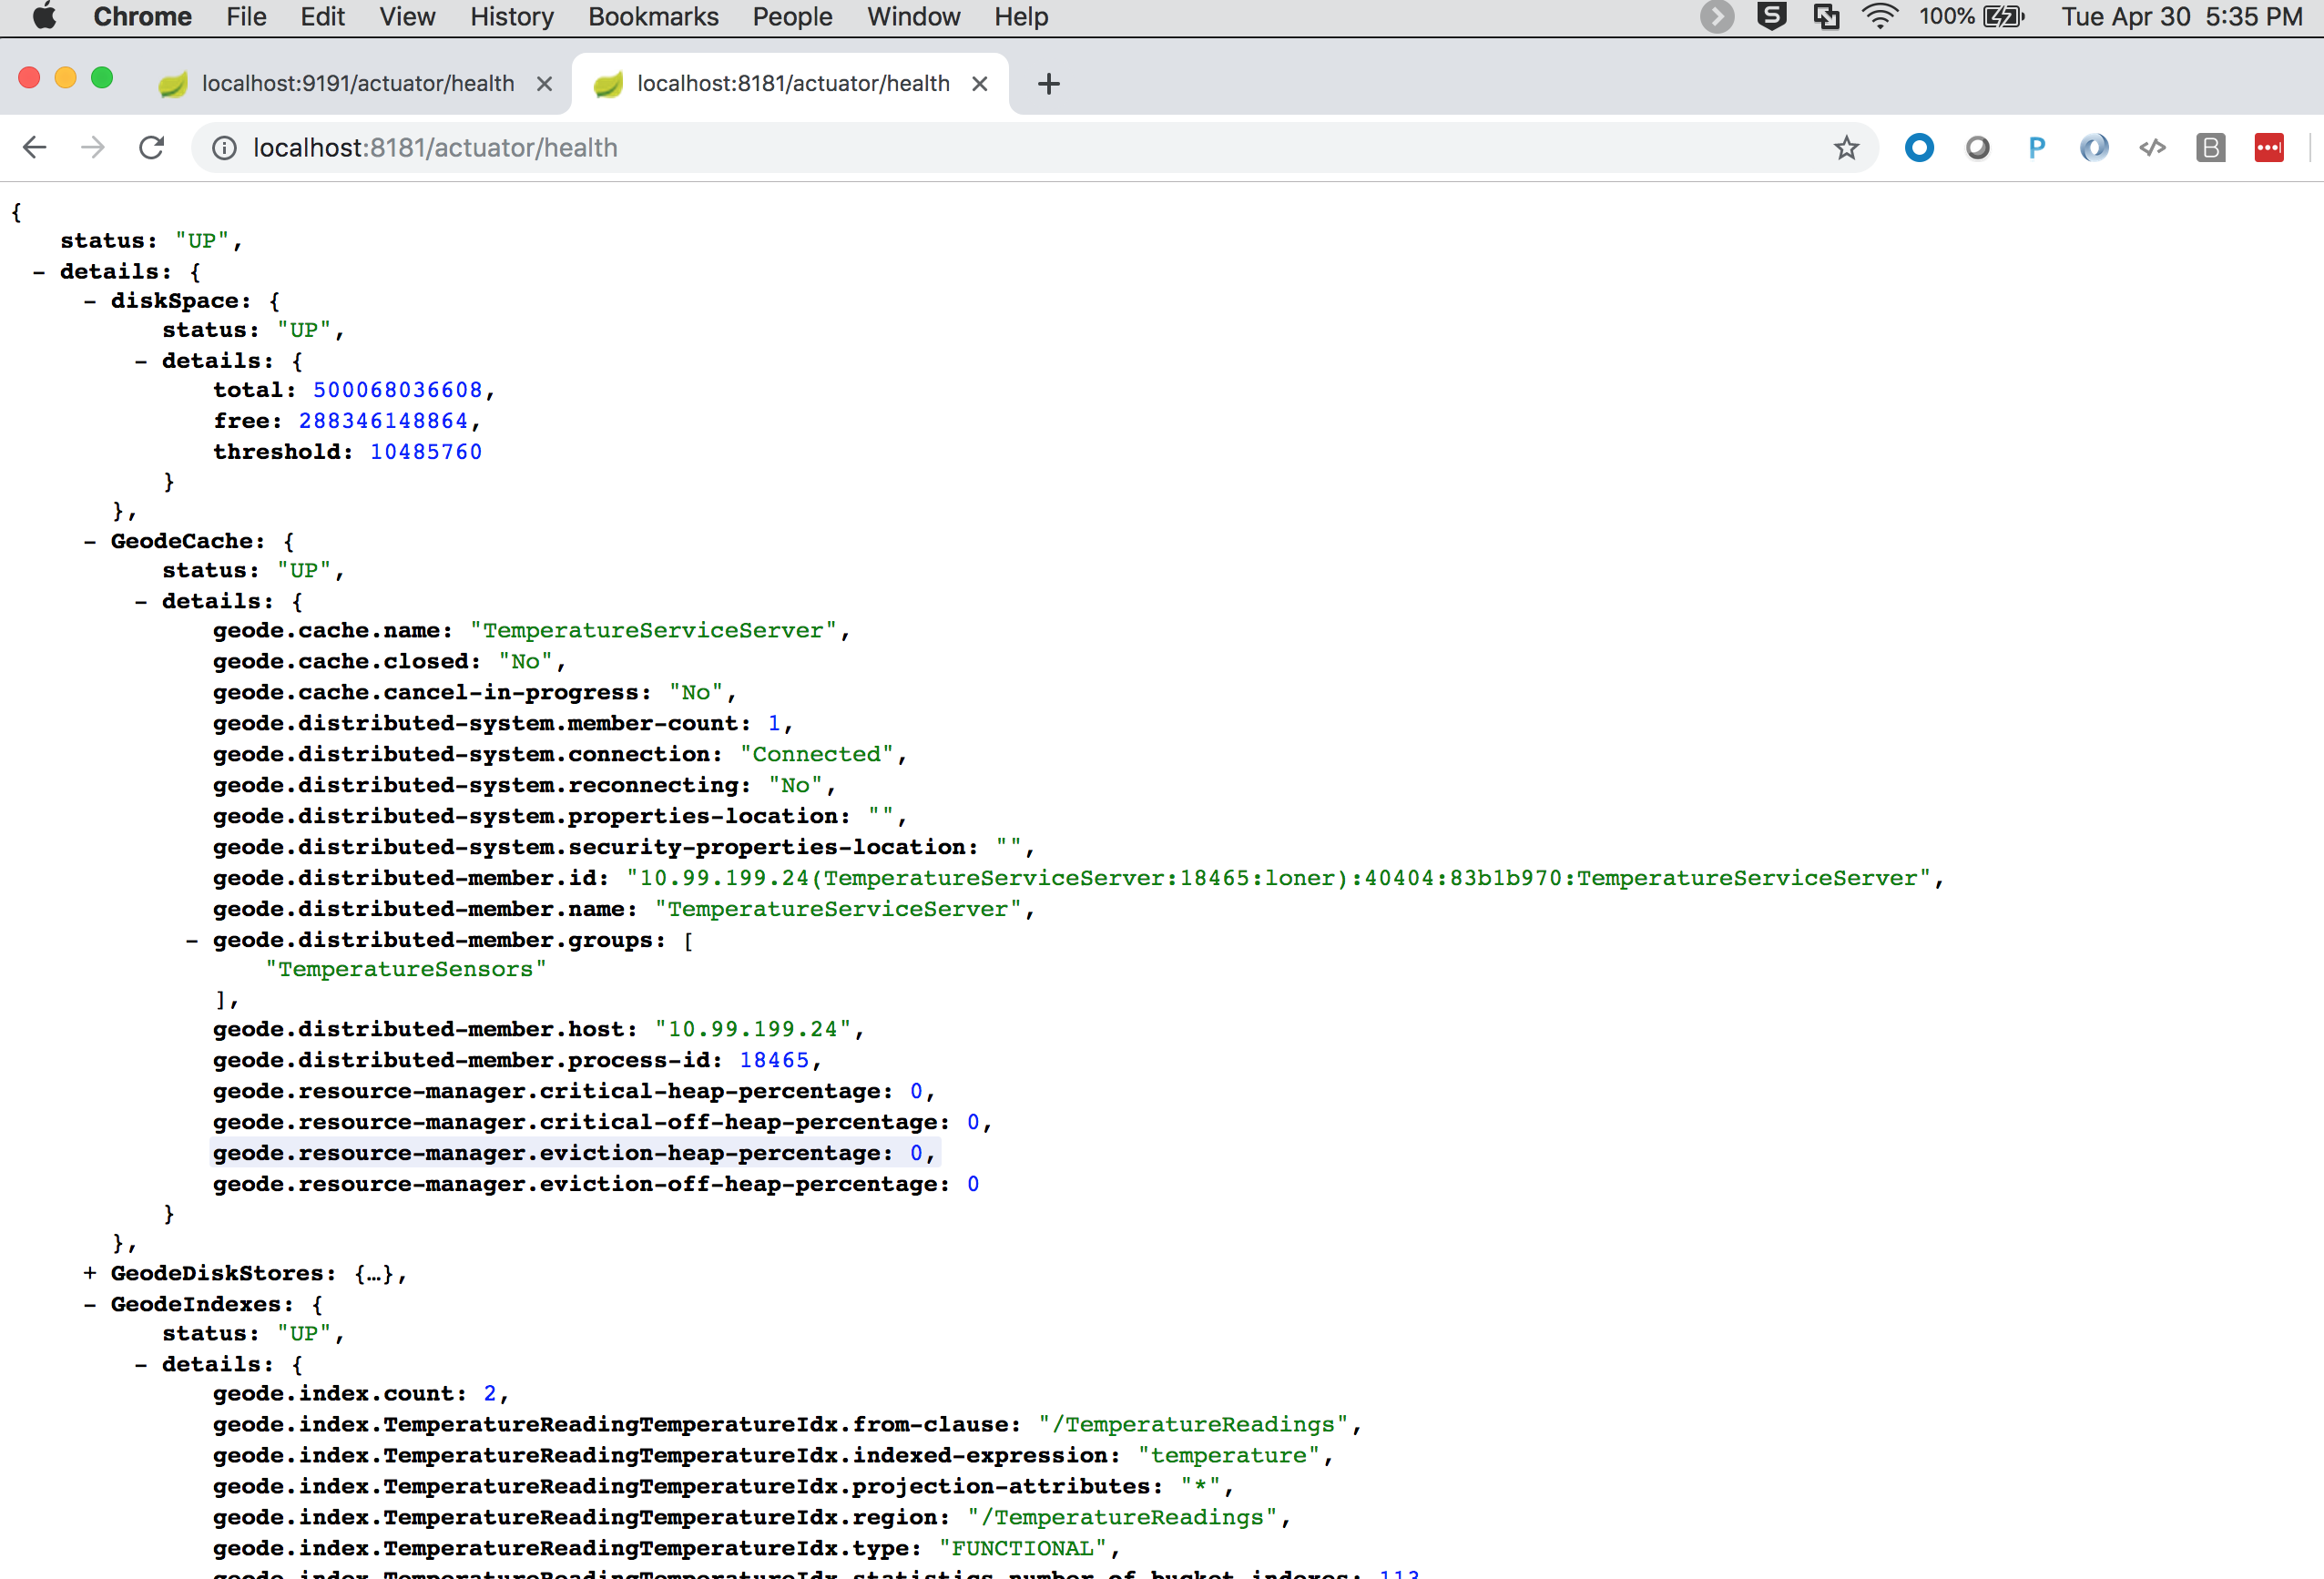 Chrome File Edit View History Bookmarks People Window Help 100% Tue Apr 30 5:35 PM
localhost:9191/actuator/health localhost:8181/actuator/health
localhost:8181/actuator/health
{
status: "UP",
- details: {
- diskSpace: {
status: "UP",
- details: {
total: 500068036608,
free: 288346148864,
threshold: 10485760
}
},
- GeodeCache: {
status: "UP",
- details: {
geode.cache.name: "TemperatureServiceServer",
geode.cache.closed: "No",
geode.cache.cancel-in-progress: "No",
geode.distributed-system.member-count: 1,
geode.distributed-system.connection: "Connected",
geode.distributed-system.reconnecting: "No",
geode.distributed-system.properties-location: "",
geode.distributed-system.security-properties-location: "",
geode.distributed-member.id: "10.99.199.24(TemperatureServiceServer:18465:loner):40404:83b1b970:TemperatureServiceServer",
geode.distributed-member.name: "TemperatureServiceServer",
- geode.distributed-member.groups: [
"TemperatureSensors"
],
geode.distributed-member.host: "10.99.199.24",
geode.distributed-member.process-id: 18465,
geode.resource-manager.critical-heap-percentage: 0,
geode.resource-manager.critical-off-heap-percentage: 0,
geode.resource-manager.eviction-heap-percentage: 0,
geode.resource-manager.eviction-off-heap-percentage: 0
}
},
+ GeodeDiskStores: {…},
- GeodeIndexes: {
status: "UP",
- details: {
geode.index.count: 2,
geode.index.TemperatureReadingTemperatureIdx.from-clause: "/TemperatureReadings",
geode.index.TemperatureReadingTemperatureIdx.indexed-expression: "temperature",
geode.index.TemperatureReadingTemperatureIdx.projection-attributes: "*",
geode.index.TemperatureReadingTemperatureIdx.region: "/TemperatureReadings",
geode.index.TemperatureReadingTemperatureIdx.type: "FUNCTIONAL",
geode.index.TemperatureReadingTemperatureIdx.statistics.number-of-bucket-indexes: 113